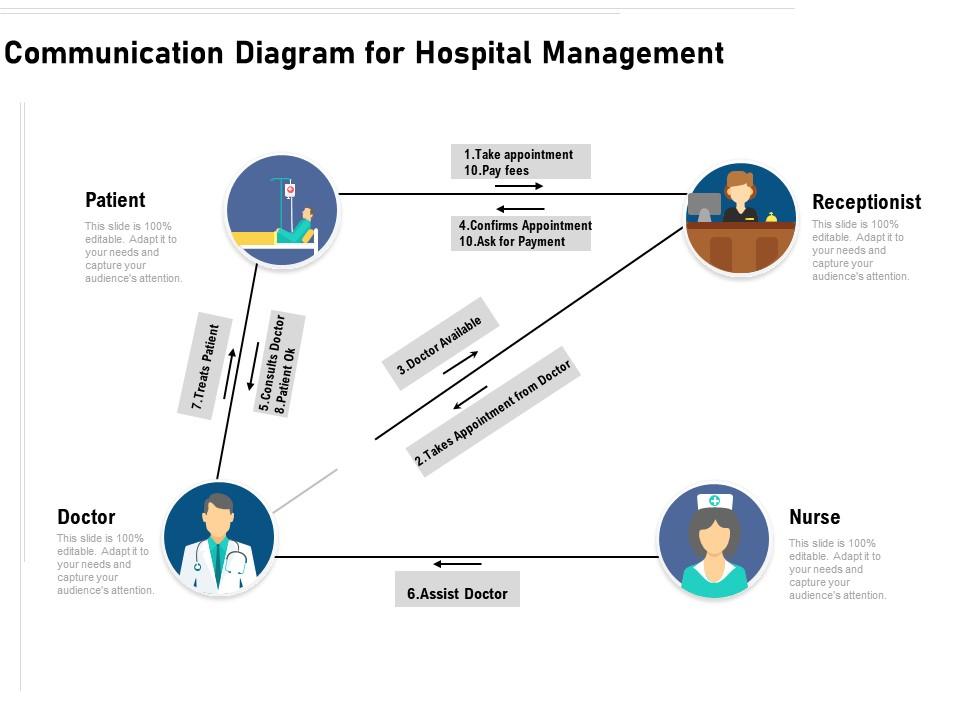 Communication Diagram for Hospital Management
1.Take appointment
10.Pay fees
Patient
This slide is 100%
editable. Adapt it to
your needs and
capture your
audience's attention.
Receptionist
This slide is 100%
editable. Adapt it to
your needs and
capture your
audience's attention.
4.Confirms Appointment
10.Ask for Payment
7.Treats Patient
5.Consults Doctor
8.Patient Ok
3.Doctor Available
2.Takes Appointment from Doctor
Doctor
This slide is 100%
editable. Adapt it to
your needs and
capture your
audience's attention.
Nurse
This slide is 100%
editable. Adapt it to
your needs and
capture your
audience's attention.
6.Assist Doctor